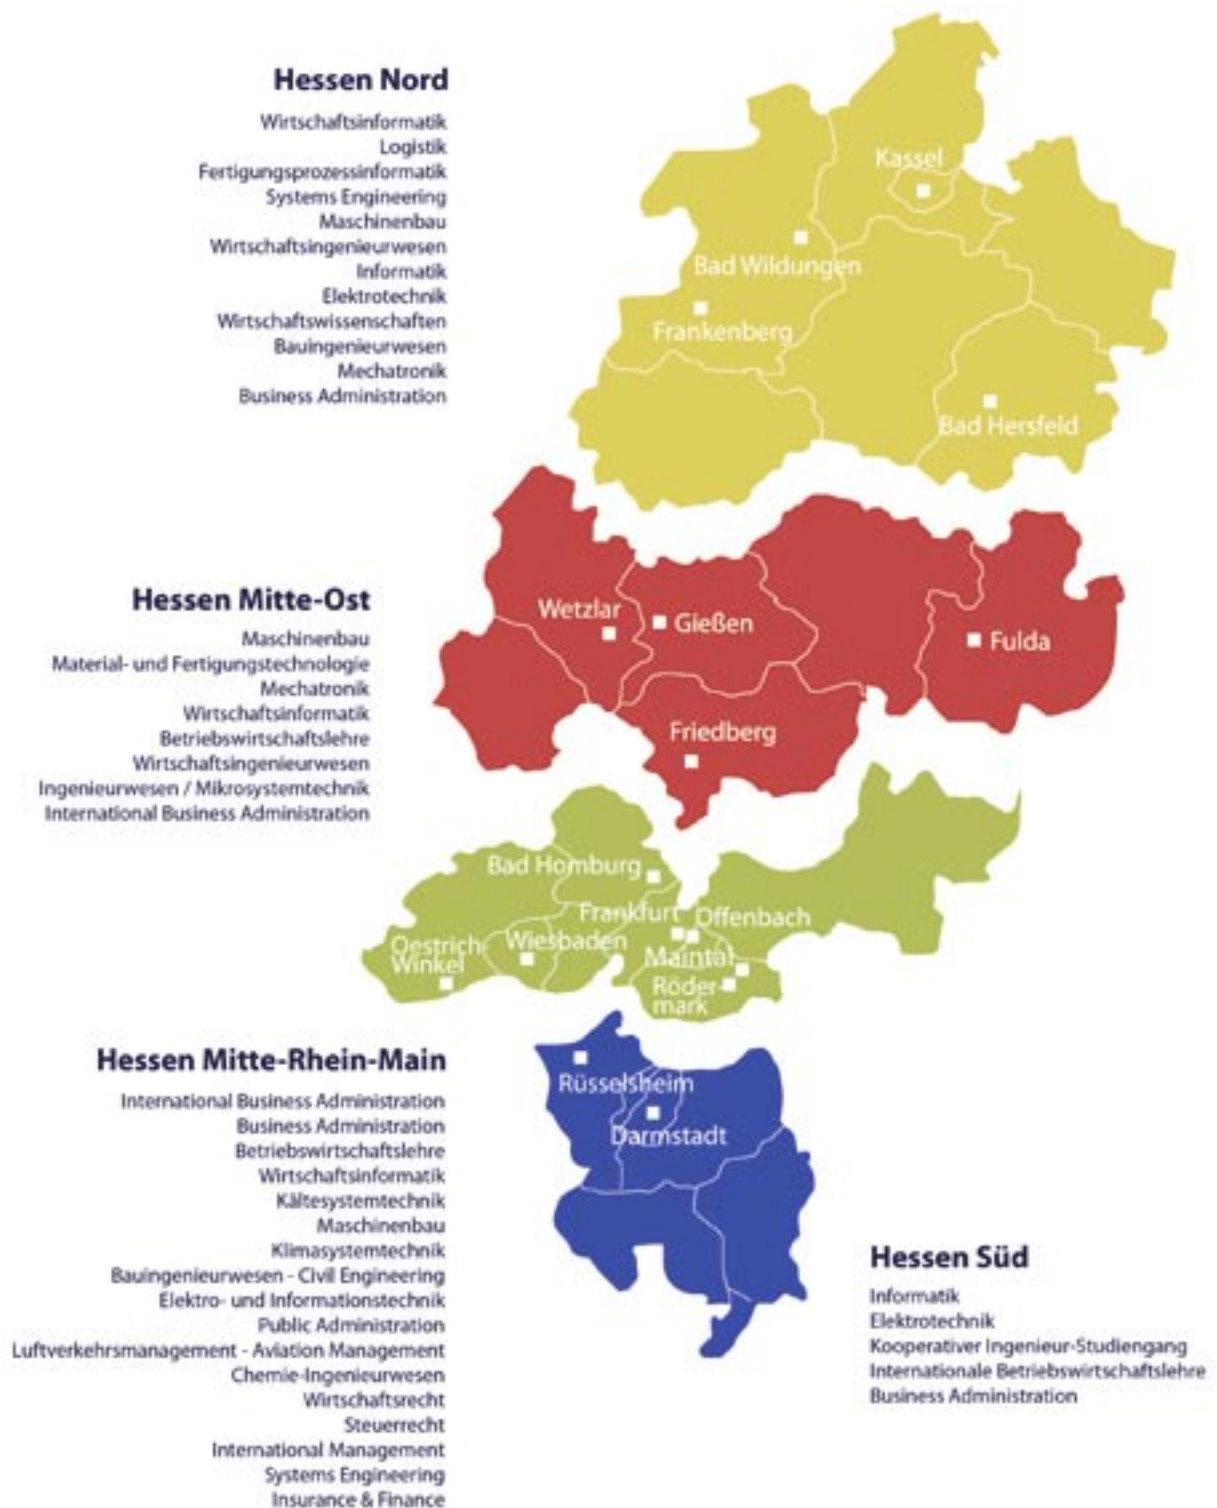 Hessen Nord
Wirtschaftsinformatik
Logistik
Fertigungsprozessinformatik
Systems Engineering
Maschinenbau
Wirtschaftsingenieurwesen
Informatik
Elektrotechnik
Wirtschaftswissenschaften
Bauingenieurwesen
Mechatronik
Business Administration
Kassel
Bad Wildungen
Frankenberg
Bad Hersfeld
Hessen Mitte-Ost
Maschinenbau
Material- und Fertigungstechnologie
Mechatronik
Wirtschaftsinformatik
Betriebswirtschaftslehre
Wirtschaftsingenieurwesen
Ingenieurwesen / Mikrosystemtechnik
International Business Administration
Wetzlar
Gießen
Fulda
Friedberg
Bad Homburg
Frankfurt
Offenbach
Oestrich-
Winkel
Wiesbaden
Maintal
Röder-
mark
Hessen Mitte-Rhein-Main
International Business Administration
Business Administration
Betriebswirtschaftslehre
Wirtschaftsinformatik
Kältesystemtechnik
Maschinenbau
Klimasystemtechnik
Bauingenieurwesen - Civil Engineering
Elektro- und Informationstechnik
Public Administration
Luftverkehrsmanagement - Aviation Management
Chemie-Ingenieurwesen
Wirtschaftsrecht
Steuerrecht
International Management
Systems Engineering
Insurance & Finance
Rüsselsheim
Darmstadt
Hessen Süd
Informatik
Elektrotechnik
Kooperativer Ingenieur-Studiengang
Internationale Betriebswirtschaftslehre
Business Administration